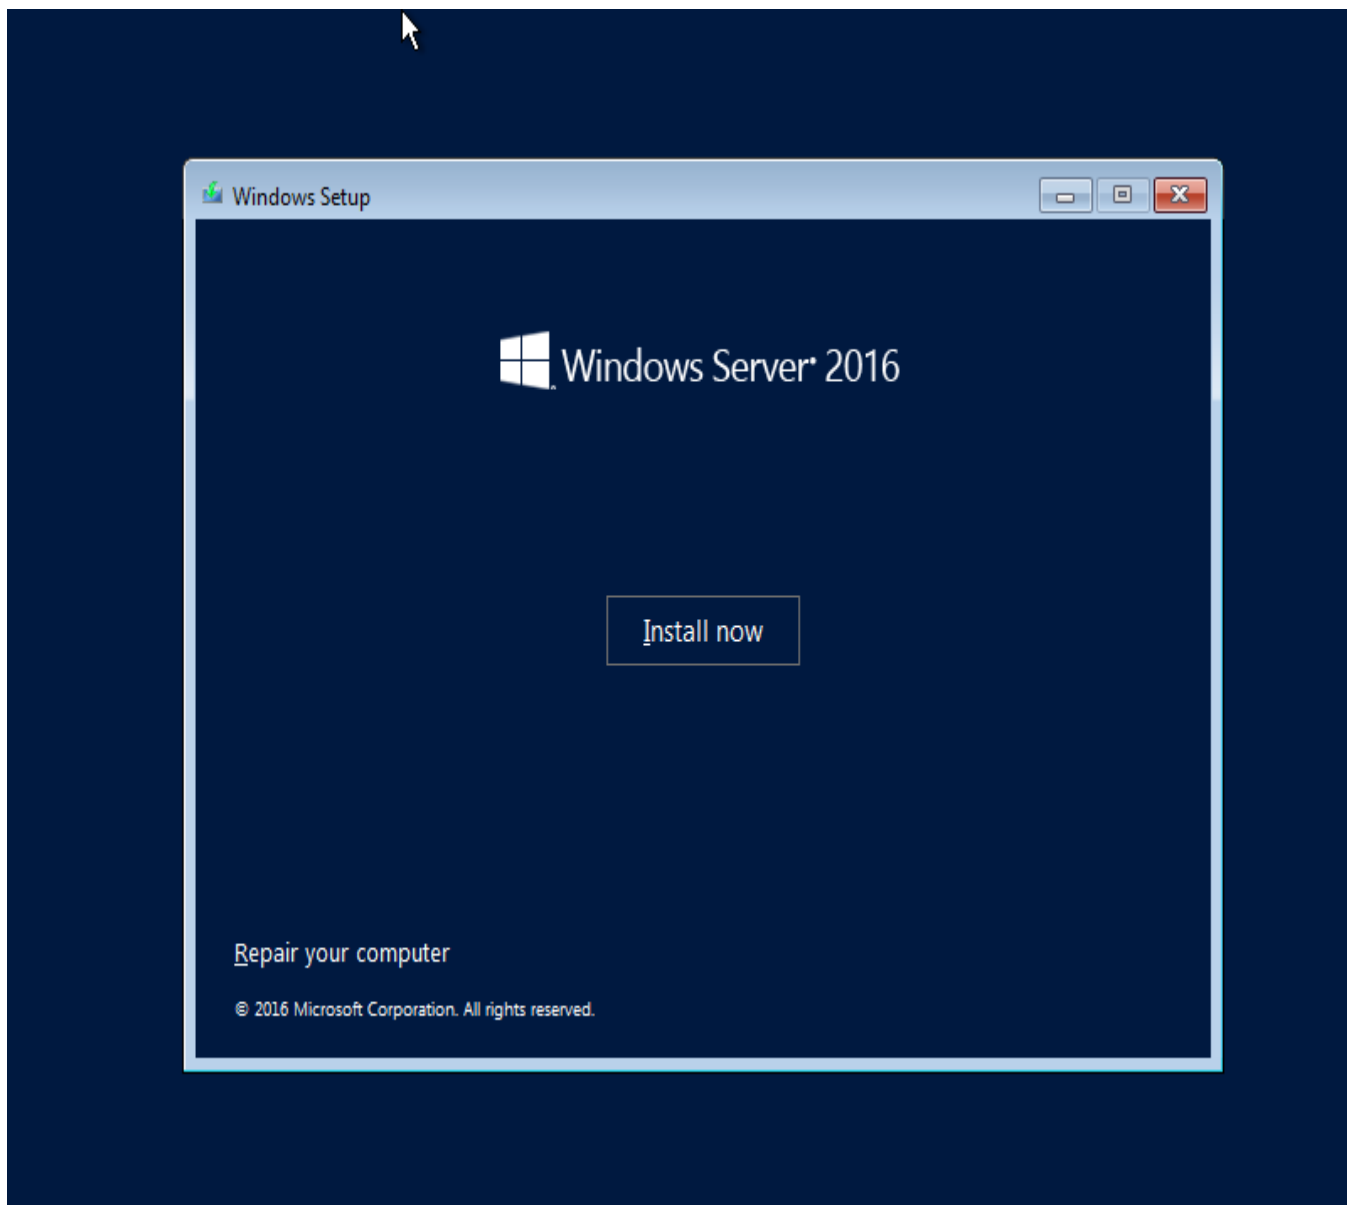 Windows Setup
Windows Server® 2016
Install now
Repair your computer
© 2016 Microsoft Corporation. All rights reserved.